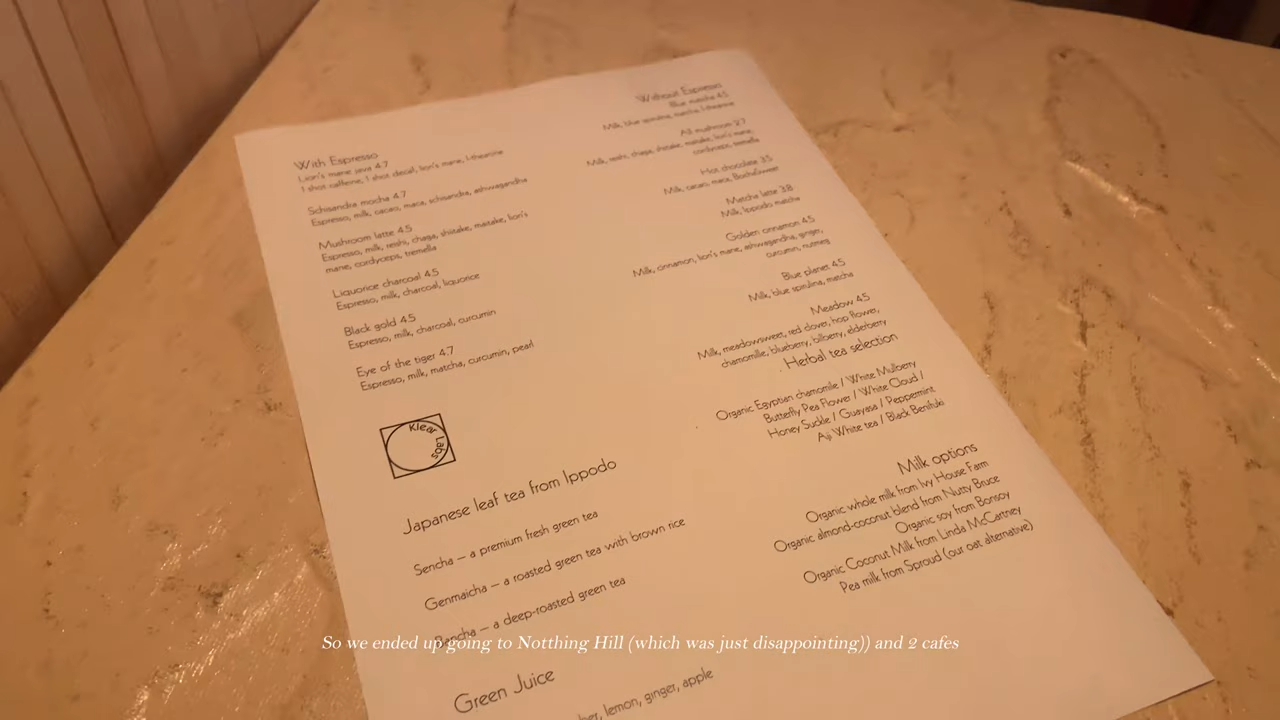 With Espresso
Lion's mane java 4.7
1 shot caffeine, 1 shot decaf, lion's mane, l-theanine
Schisandra mocha 4.7
Espresso, milk, cacao, maca, schisandra, ashwagandha
Mushroom latte 4.5
Espresso, milk, reishi, chaga, shiitake, maitake, lion's
mane, cordyceps, tremella
Liquorice charcoal 4.5
Espresso, milk, charcoal, liquorice
Black gold 4.5
Espresso, milk, charcoal, curcumin
Eye of the tiger 4.7
Espresso, milk, matcha, curcumin, pearl
Klear Labs
Japanese leaf tea from Ippodo
Sencha – a premium fresh green tea
Genmaicha – a roasted green tea with brown rice
Bancha – a deep-roasted green tea
Green Juice
lemon, ginger, apple
Without Espresso
Blue matcha 4.5
Milk, blue spirulina, matcha, l-theanine
All mushroom
Milk, reishi, chaga, shiitake, maitake, lion's mane,
cordyceps, tremella
Hot chocolate 3.5
Milk, cacao, maca,
Matcha latte 3.8
Milk, Ippodo matcha
Golden cinnamon 4.5
Milk, cinnamon, lion's mane, ashwagandha, ginger,
curcumin, nutmeg
Blue planet 4.5
Milk, blue spirulina, matcha
Meadow 4.5
Milk, meadowsweet, red clover, hop flower,
chamomille, blueberry, bilberry, elderberry
Herbal tea selection
Organic Egyptian chamomile / White Mulberry
Butterfly Pea Flower / White Cloud /
Honey Suckle / Guayasa / Peppermint
White tea / Black Benifuki
Milk options
Organic whole milk from Ivy House Farm
Organic almond-coconut blend from Nutty Bruce
Organic soy from Bonsoy
Organic Coconut Milk from Linda McCartney
Pea milk from Sproud (our oat alternative)
So we ended up going to Notthing Hill (which was just disappointing)) and 2 cafes